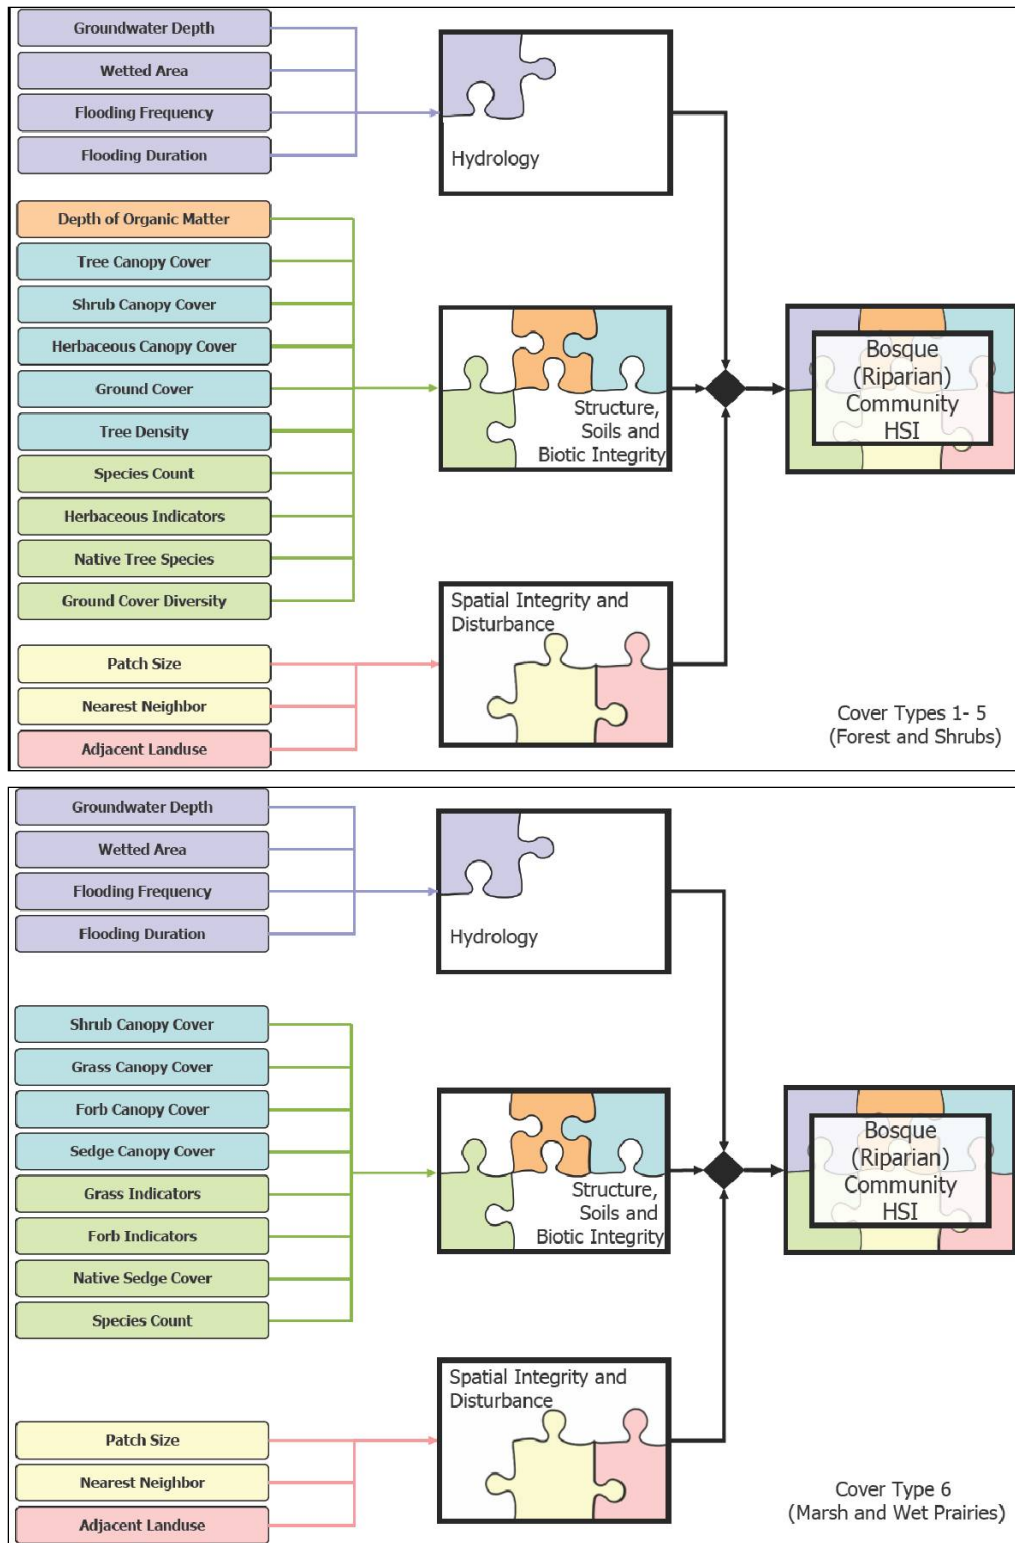 Groundwater Depth
Wetted Area
Flooding Frequency
Flooding Duration
Hydrology
Depth of Organic Matter
Tree Canopy Cover
Shrub Canopy Cover
Herbaceous Canopy Cover
Ground Cover
Tree Density
Species Count
Herbaceous Indicators
Native Tree Species
Ground Cover Diversity
Structure,
Soils and
Biotic Integrity
Bosque
(Riparian)
Community
HSI
Patch Size
Nearest Neighbor
Adjacent Landuse
Spatial Integrity and
Disturbance
Cover Types 1- 5
(Forest and Shrubs)
Groundwater Depth
Wetted Area
Flooding Frequency
Flooding Duration
Hydrology
Shrub Canopy Cover
Grass Canopy Cover
Forb Canopy Cover
Sedge Canopy Cover
Grass Indicators
Forb Indicators
Native Sedge Cover
Species Count
Structure,
Soils and
Biotic Integrity
Bosque
(Riparian)
Community
HSI
Patch Size
Nearest Neighbor
Adjacent Landuse
Spatial Integrity and
Disturbance
Cover Type 6
(Marsh and Wet Prairies)